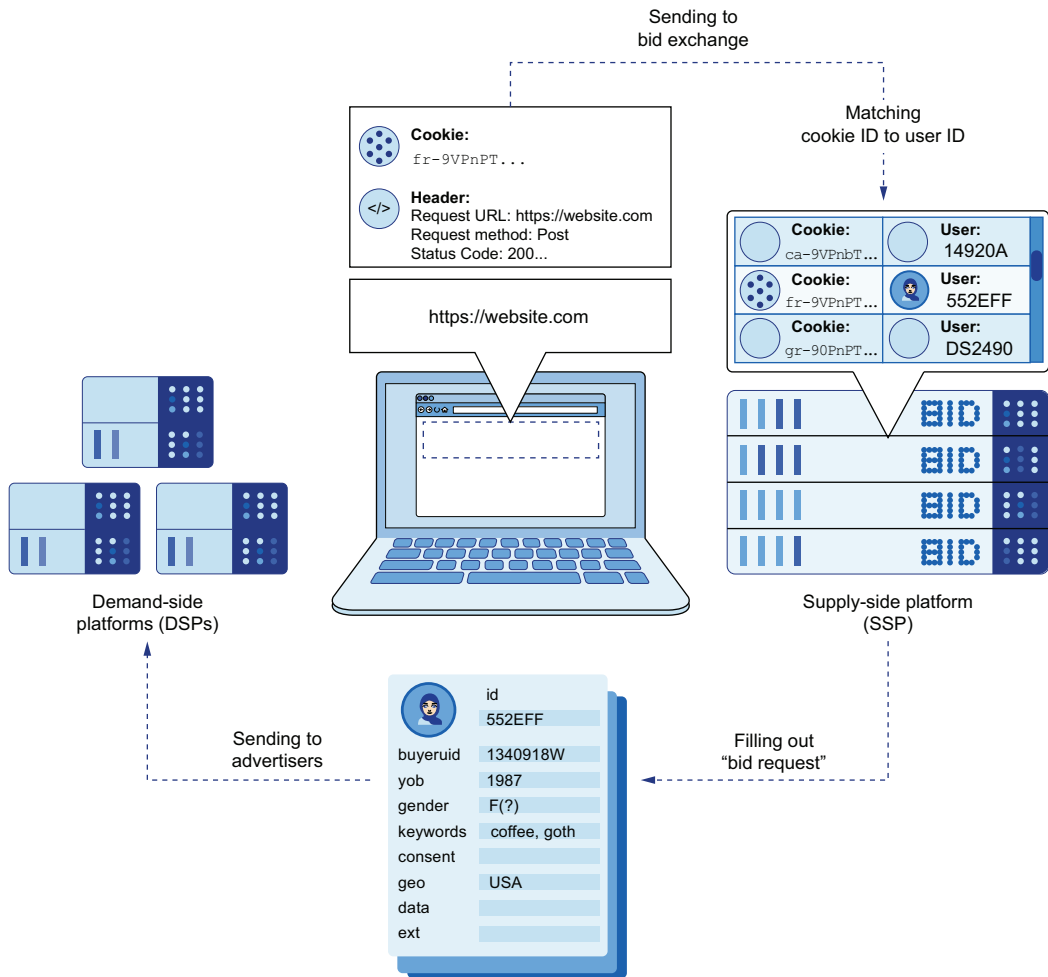 Sending to
bid exchange
Matching
cookie ID to user ID
Cookie:
fr-9VPnPT...
</>
Header:
Request URL: https://website.com
Request method: Post
Status Code: 200...
https://website.com
Cookie:
ca-9VPnbT...
User:
14920A
Cookie:
fr-9VPnPT...
User:
552EFF
Cookie:
gr-90PnPT...
User:
DS2490
BID
BID
BID
BID
Demand-side
platforms (DSPs)
Supply-side platform
(SSP)
Sending to
advertisers
Filling out
“bid request”
id
552EFF
buyeruid 1340918W
yob 1987
gender F(?)
keywords coffee, goth
consent
geo USA
data
ext